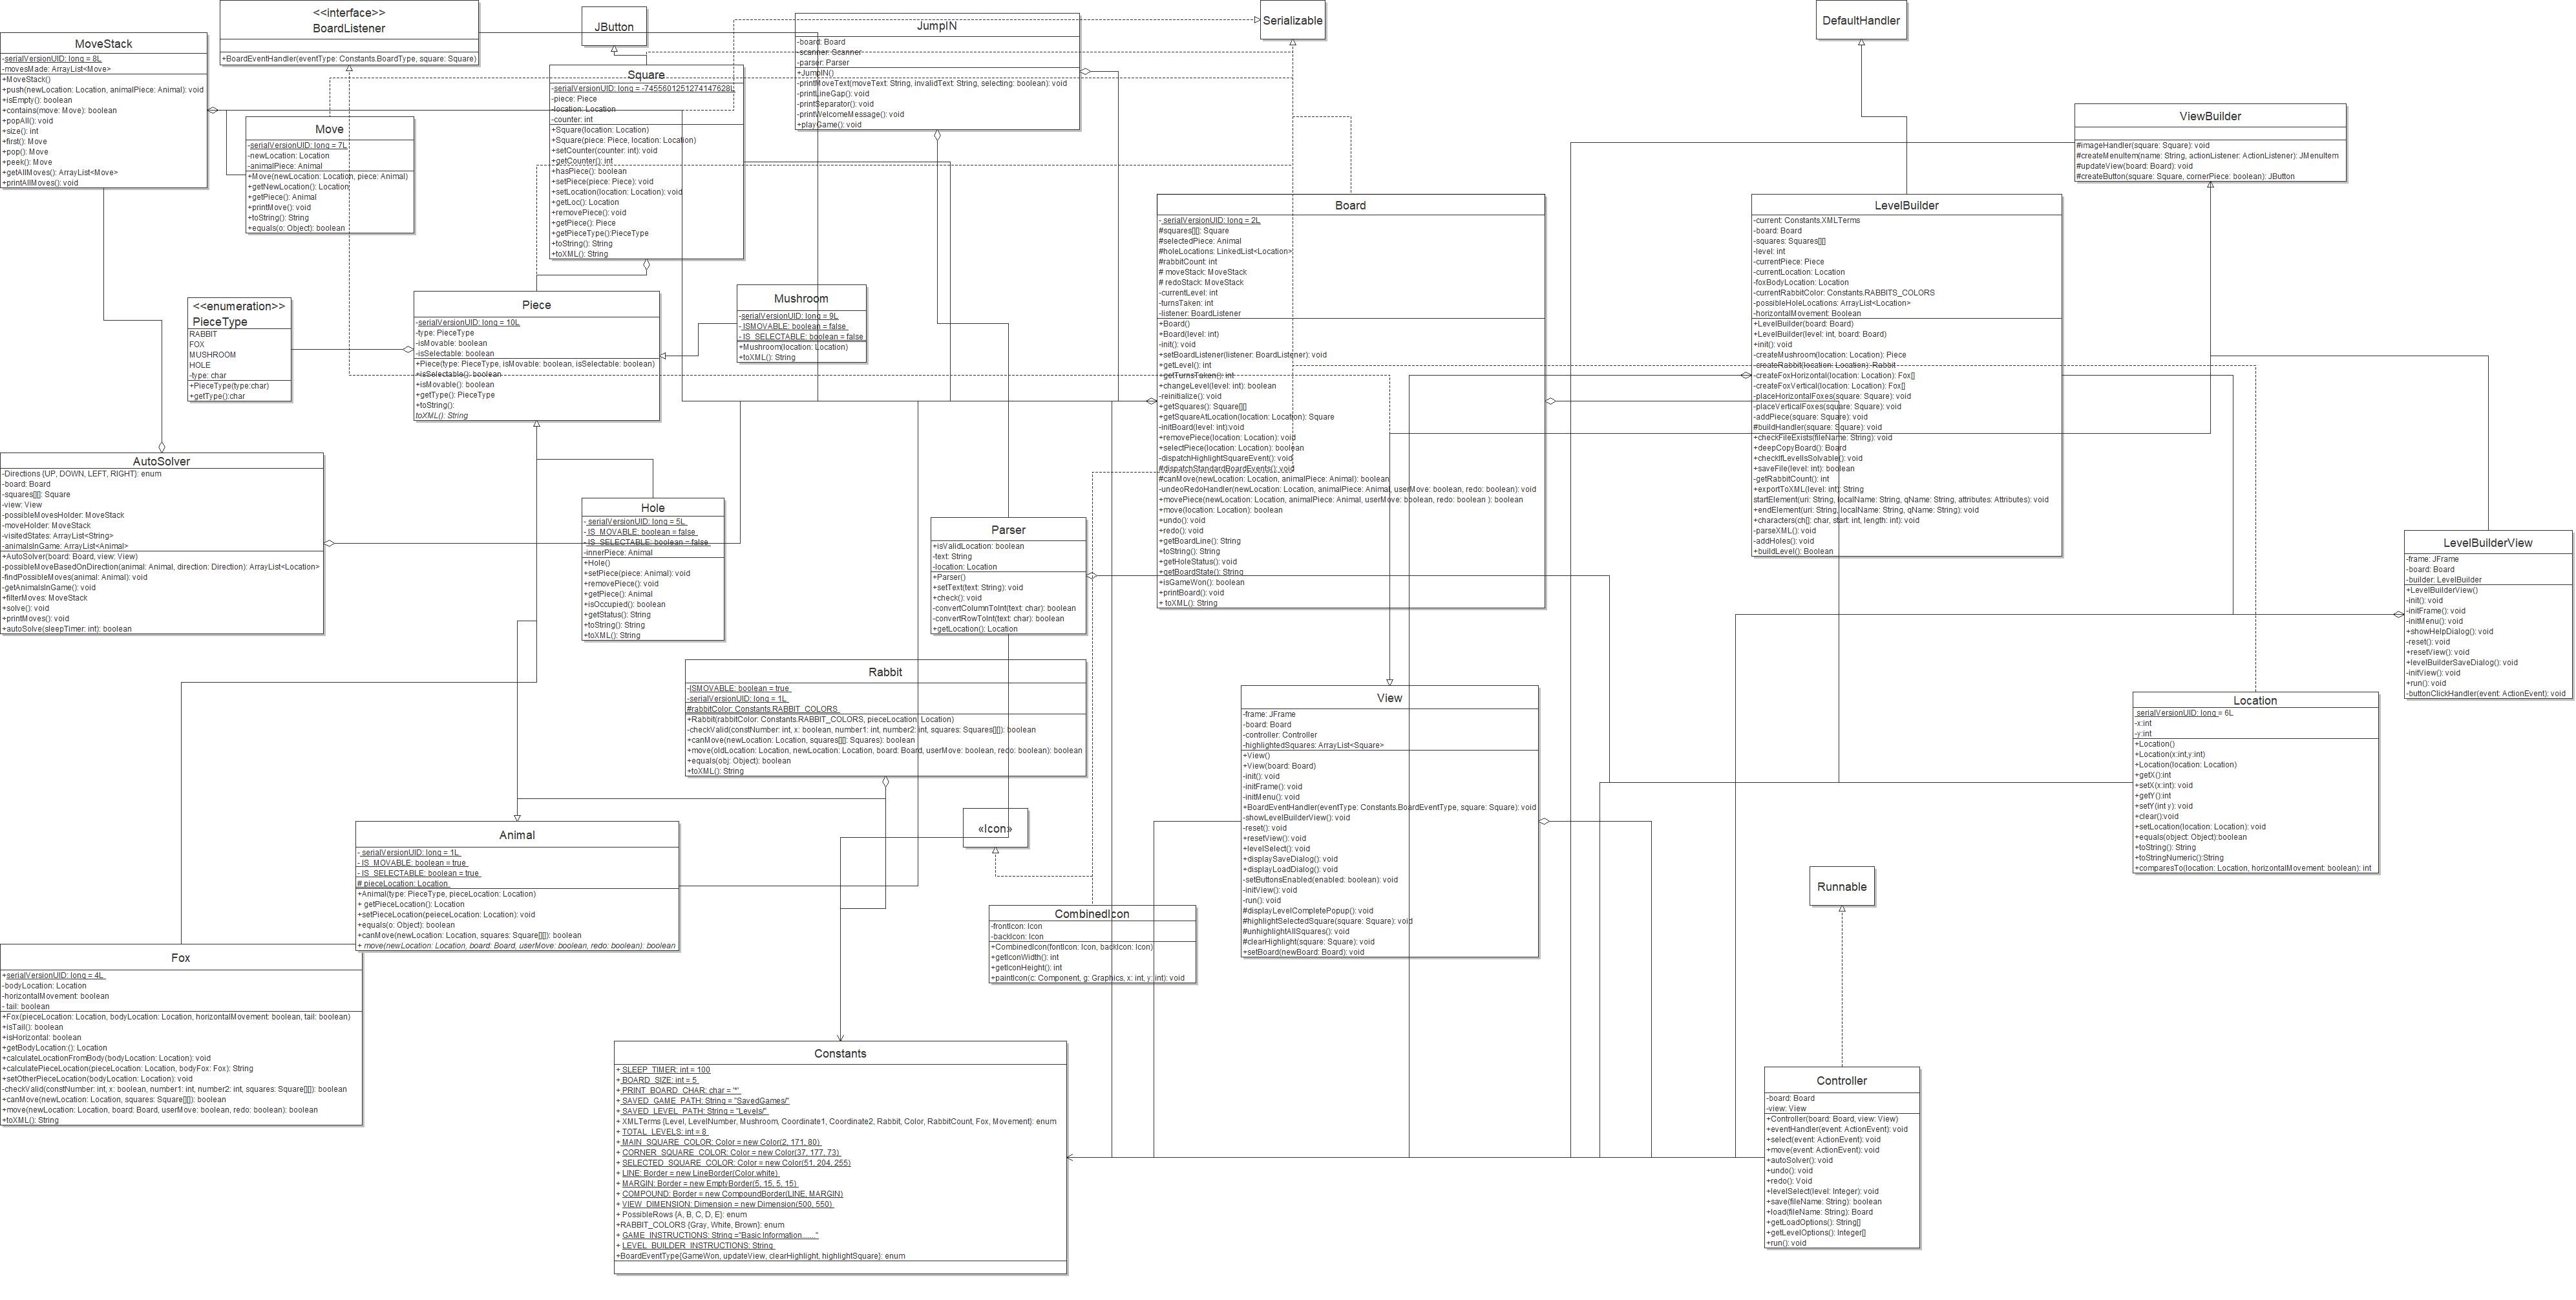 <<interface>>
BoardListener
+BoardEventHandler(eventType: Constants.BoardType, square: Square)
MoveStack
-serialVersionUID: long = 8L
-movesMade: ArrayList<Move>
+MoveStack()
+push(newLocation: Location, animalPiece: Animal): void
+isEmpty(): boolean
+contains(move: Move): boolean
+popAll(): void
+size(): int
+first(): Move
+pop(): Move
+peek(): Move
+getAllMoves(): ArrayList<Move>
+printAllMoves(): void
Move
-serialVersionUID: long = 7L
-newLocation: Location
-animalPiece: Animal
+Move(newLocation: Location, piece: Animal)
+getNewLocation(): Location
+getPiece(): Animal
+printMove(): void
+toString(): String
+equals(o: Object): boolean
JButton
Square
-serialVersionUID: long = -7455601251274147628L
-piece: Piece
-location: Location
-counter: int
+Square(location: Location)
+Square(piece: Piece, location: Location)
+setCounter(counter: int): void
+getCounter(): int
+hasPiece(): boolean
+setPiece(piece: Piece): void
+setLocation(location: Location): void
+getLoc(): Location
+removePiece(): void
+getPiece(): Piece
+getPieceType():PieceType
+toString(): String
+toXML(): String
JumpIN
-board: Board
-scanner: Scanner
-parser: Parser
+JumpIN()
-printMoveText(moveText: String, invalidText: String, selecting: boolean): void
-printLineGap(): void
-printSeparator(): void
-printWelcomeMessage(): void
+playGame(): void
Serializable
DefaultHandler
ViewBuilder
#imageHandler(square: Square): void
#createMenuItem(name: String, actionListener: ActionListener): JMenuItem
#updateView(board: Board): void
#createButton(square: Square, cornerPiece: boolean): JButton
Board
- serialVersionUID: long = 2L
#squares[][]: Square
#selectedPiece: Animal
#holeLocations: LinkedList<Location>
#rabbitCount: int
# moveStack: MoveStack
# redoStack: MoveStack
-currentLevel: int
-turnsTaken: int
-listener: BoardListener
+Board()
+Board(level: int)
-init(): void
+setBoardListener(listener: BoardListener): void
+getLevel(): int
+getTurnsTaken(): int
+changeLevel(level: int): boolean
-reinitialize(): void
+getSquares(): Square[][]
+getSquareAtLocation(location: Location): Square
-initBoard(level: int):void
+removePiece(location: Location): void
+selectPiece(location: Location): boolean
-dispatchHighlightSquareEvent(): void
#dispatchStandardBoardEvents(): void
#canMove(newLocation: Location, animalPiece: Animal): boolean
-undeoRedoHandler(newLocation: Location, animalPiece: Animal, userMove: boolean, redo: boolean): void
+movePiece(newLocation: Location, animalPiece: Animal, userMove: boolean, redo: boolean ): boolean
+move(location: Location): boolean
+undo(): void
+redo(): void
+getBoardLine(): String
+toString(): String
+getHoleStatus(): void
+getBoardState(): String
+isGameWon(): boolean
+printBoard(): void
+ toXML(): String
LevelBuilder
-current: Constants.XMLTerms
-board: Board
-squares: Squares[][]
-level: int
-currentPiece: Piece
-currentLocation: Location
-foxBodyLocation: Location
-currentRabbitColor: Constants.RABBITS_COLORS
-possibleHoleLocations: ArrayList<Location>
-horizontalMovement: Boolean
+LevelBuilder(board: Board)
+LevelBuilder(level: int, board: Board)
+init(): void
-createMushroom(location: Location): Piece
-createRabbit(location: Location): Rabbit
-createFoxHorizontal(location: Location): Fox[]
-createFoxVertical(location: Location): Fox[]
-placeHorizontalFoxes(square: Square): void
-placeVerticalFoxes(square: Square): void
-addPiece(square: Square): void
#buildHandler(square: Square): void
+checkFileExists(fileName: String): void
+deepCopyBoard(): Board
+checkIfLevelIsSolvable(): void
+saveFile(level: int): boolean
-getRabbitCount(): int
+exportToXML(level: int): String
startElement(uri: String, localName: String, qName: String, attributes: Attributes): void
+endElement(uri: String, localName: String, qName: String): void
+characters(ch[]: char, start: int, length: int): void
-parseXML(): void
-addHoles(): void
+buildLevel(): Boolean
<<enumeration>>
PieceType
RABBIT
FOX
MUSHROOM
HOLE
-type: char
+PieceType(type:char)
+getType():char
Piece
-serialVersionUID: long = 10L
-type: PieceType
-isMovable: boolean
-isSelectable: boolean
+Piece(type: PieceType, isMovable: boolean, isSelectable: boolean)
+isSelectable(): boolean
+isMovable(): boolean
+getType(): PieceType
+toString():
toXML(): String
Mushroom
-serialVersionUID: long = 9L
- ISMOVABLE: boolean = false
- IS_SELECTABLE: boolean = false
+Mushroom(location: Location)
+toXML(): String
AutoSolver
-Directions {UP, DOWN, LEFT, RIGHT}: enum
-board: Board
-squares[][]: Square
-view: View
-possibleMovesHolder: MoveStack
-moveHolder: MoveStack
-visitedStates: ArrayList<String>
-animalsInGame: ArrayList<Animal>
+AutoSolver(board: Board, view: View)
-possibleMoveBasedOnDirection(animal: Animal, direction: Direction): ArrayList<Location>
-findPossibleMoves(animal: Animal): void
-getAnimalsInGame(): void
+filterMoves: MoveStack
+solve(): void
+printMoves(): void
+autoSolve(sleepTimer: int): boolean
Hole
- serialVersionUID: long = 5L
- IS_MOVABLE: boolean = false
- IS_SELECTABLE: boolean = false
-innerPiece: Animal
+Hole()
+setPiece(piece: Animal): void
+removePiece(): void
+getPiece(): Animal
+isOccupied(): boolean
+getStatus(): String
+toString(): String
+toXML(): String
Parser
+isValidLocation: boolean
-text: String
-location: Location
+Parser()
+setText(text: String): void
+check(): void
-convertColumnToInt(text: char): boolean
-convertRowToInt(text: char): boolean
+getLocation(): Location
LevelBuilderView
-frame: JFrame
-board: Board
-builder: LevelBuilder
+LevelBuilderView()
-init(): void
-initFrame(): void
-initMenu(): void
+showHelpDialog(): void
-reset(): void
+resetView(): void
+levelBuilderSaveDialog(): void
-initView(): void
+run(): void
-buttonClickHandler(event: ActionEvent): void
Rabbit
-ISMOVABLE: boolean = true
-serialVersionUID: long = 1L
#rabbitColor: Constants.RABBIT_COLORS
+Rabbit(rabbitColor: Constants.RABBIT_COLORS, pieceLocation: Location)
-checkValid(constNumber: int, x: boolean, number1: int, number2: int, squares: Squares[][]): boolean
+canMove(newLocation: Location, squares[][]: Squares): boolean
+move(oldLocation: Location, newLocation: Location, board: Board, userMove: boolean, redo: boolean): boolean
+equals(obj: Object): boolean
+toXML(): String
View
-frame: JFrame
-board: Board
-controller: Controller
-highlightedSquares: ArrayList<Square>
+View()
+View(board: Board)
-init(): void
-initFrame(): void
-initMenu(): void
+BoardEventHandler(eventType: Constants.BoardEventType, square: Square): void
-showLevelBuilderView(): void
-reset(): void
+resetView(): void
+levelSelect(): void
+displaySaveDialog(): void
+displayLoadDialog(): void
-setButtonsEnabled(enabled: boolean): void
-initView(): void
-run(): void
#displayLevelCompletePopup(): void
#highlightSelectedSquare(square: Square): void
#unhighlightAllSquares(): void
#clearHighlight(square: Square): void
+setBoard(newBoard: Board): void
Location
serialVersionUID: long = 6L
-x:int
-y:int
+Location()
+Location(x:int,y:int)
+Location(location: Location)
+getX():int
+setX(x:int): void
+getY():int
+setY(int y): void
+clear():void
+setLocation(location: Location): void
+equals(object: Object):boolean
+toString(): String
+toStringNumeric():String
+comparesTo(location: Location, horizontalMovement: boolean): int
«Icon»
Animal
- serialVersionUID: long = 1L
- IS_MOVABLE: boolean = true
- IS_SELECTABLE: boolean = true
# pieceLocation: Location
+Animal(type: PieceType, pieceLocation: Location)
+ getPieceLocation(): Location
+setPieceLocation(peieceLocation: Location): void
+equals(o: Object): boolean
+canMove(newLocation: Location, squares: Square[][]): boolean
+ move(newLocation: Location, board: Board, userMove: boolean, redo: boolean): boolean
Runnable
CombinedIcon
-frontIcon: Icon
-backIcon: Icon
+CombinedIcon(fontIcon: Icon, backIcon: Icon)
+getIconWidth(): int
+getIconHeight(): int
+paintIcon(c: Component, g: Graphics, x: int, y: int): void
Fox
+serialVersionUID: long = 4L
-bodyLocation: Location
-horizontalMovement: boolean
- tail: boolean
+Fox(pieceLocation: Location, bodyLocation: Location, horizontalMovement: boolean, tail: boolean)
+isTail(): boolean
+isHorizontal: boolean
+getBodyLocation:(): Location
+calculateLocationFromBody(bodyLocation: Location): void
+calculatePieceLocation(pieceLocation: Location, bodyFox: Fox): String
+setOtherPieceLocation(bodyLocation: Location): void
-checkValid(constNumber: int, x: boolean, number1: int, number2: int, squares: Square[][]): boolean
+canMove(newLocation: Location, squares: Square[][]): boolean
+move(newLocation: Location, board: Board, userMove: boolean, redo: boolean): boolean
+toXML(): String
Constants
+ SLEEP_TIMER: int = 100
+ BOARD_SIZE: int = 5
+ PRINT_BOARD_CHAR: char = '*'
+ SAVED_GAME_PATH: String = "SavedGames/"
+ SAVED_LEVEL_PATH: String = "Levels/"
+ XMLTerms {Level, LevelNumber, Mushroom, Coordinate1, Coordinate2, Rabbit, Color, RabbitCount, Fox, Movement}: enum
+ TOTAL_LEVELS: int = 8
+ MAIN_SQUARE_COLOR: Color = new Color(2, 171, 80)
+ CORNER_SQUARE_COLOR: Color = new Color(37, 177, 73)
+ SELECTED_SQUARE_COLOR: Color = new Color(51, 204, 255)
+ LINE: Border = new LineBorder(Color.white)
+ MARGIN: Border = new EmptyBorder(5, 15, 5, 15)
+ COMPOUND: Border = new CompoundBorder(LINE, MARGIN)
+ VIEW_DIMENSION: Dimension = new Dimension(500, 550)
+ PossibleRows {A, B, C, D, E}: enum
+RABBIT_COLORS {Gray, White, Brown}: enum
+ GAME_INSTRUCTIONS: String ="Basic Information......"
+ LEVEL_BUILDER_INSTRUCTIONS: String
+BoardEventType{GameWon, updateView, clearHighlight, highlightSquare}: enum
Controller
-board: Board
-view: View
+Controller(board: Board, view: View)
+eventHandler(event: ActionEvent): void
+select(event: ActionEvent): void
+move(event: ActionEvent): void
+autoSolver(): void
+undo(): void
+redo(): Void
+levelSelect(level: Integer): void
+save(fileName: String): boolean
+load(fileName: String): Board
+getLoadOptions(): String[]
+getLevelOptions(): Integer[]
+run(): void